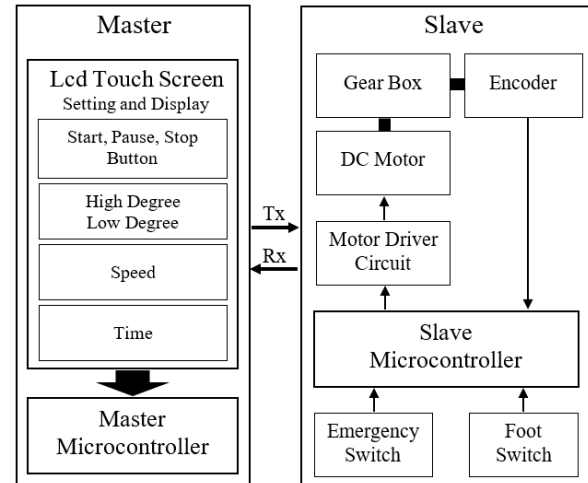 Master
Lcd Touch Screen
Setting and Display
Start, Pause, Stop
Button
High Degree
Low Degree
Speed
Time
Master
Microcontroller
Tx
Rx
Slave
Gear Box
Encoder
DC Motor
Motor Driver
Circuit
Slave
Microcontroller
Emergency
Switch
Foot
Switch